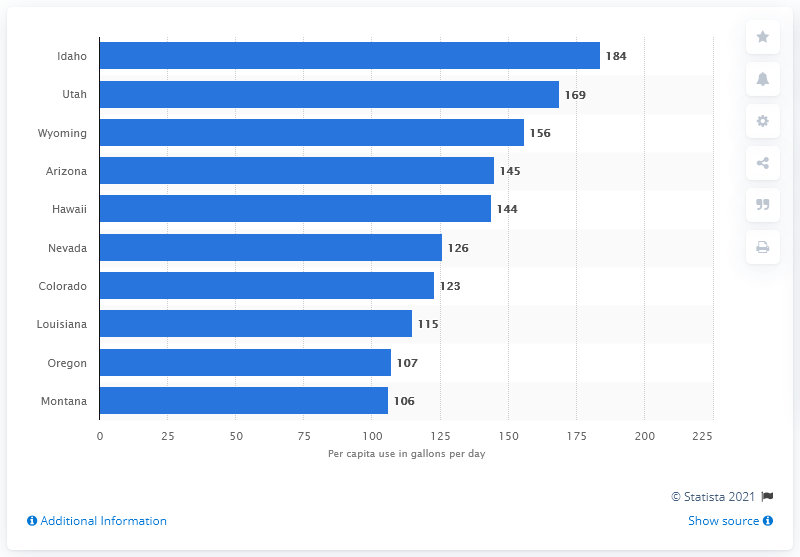 Idaho 184
Utah 169
Wyoming 156
Arizona 145
Hawaii 144
Nevada 126
Colorado 123
Louisiana 115
Oregon 107
Montana 106
0 25 50 75 100 125 150 175 200 225
Per capita use in gallons per day
© Statista 2021
Additional Information Show source